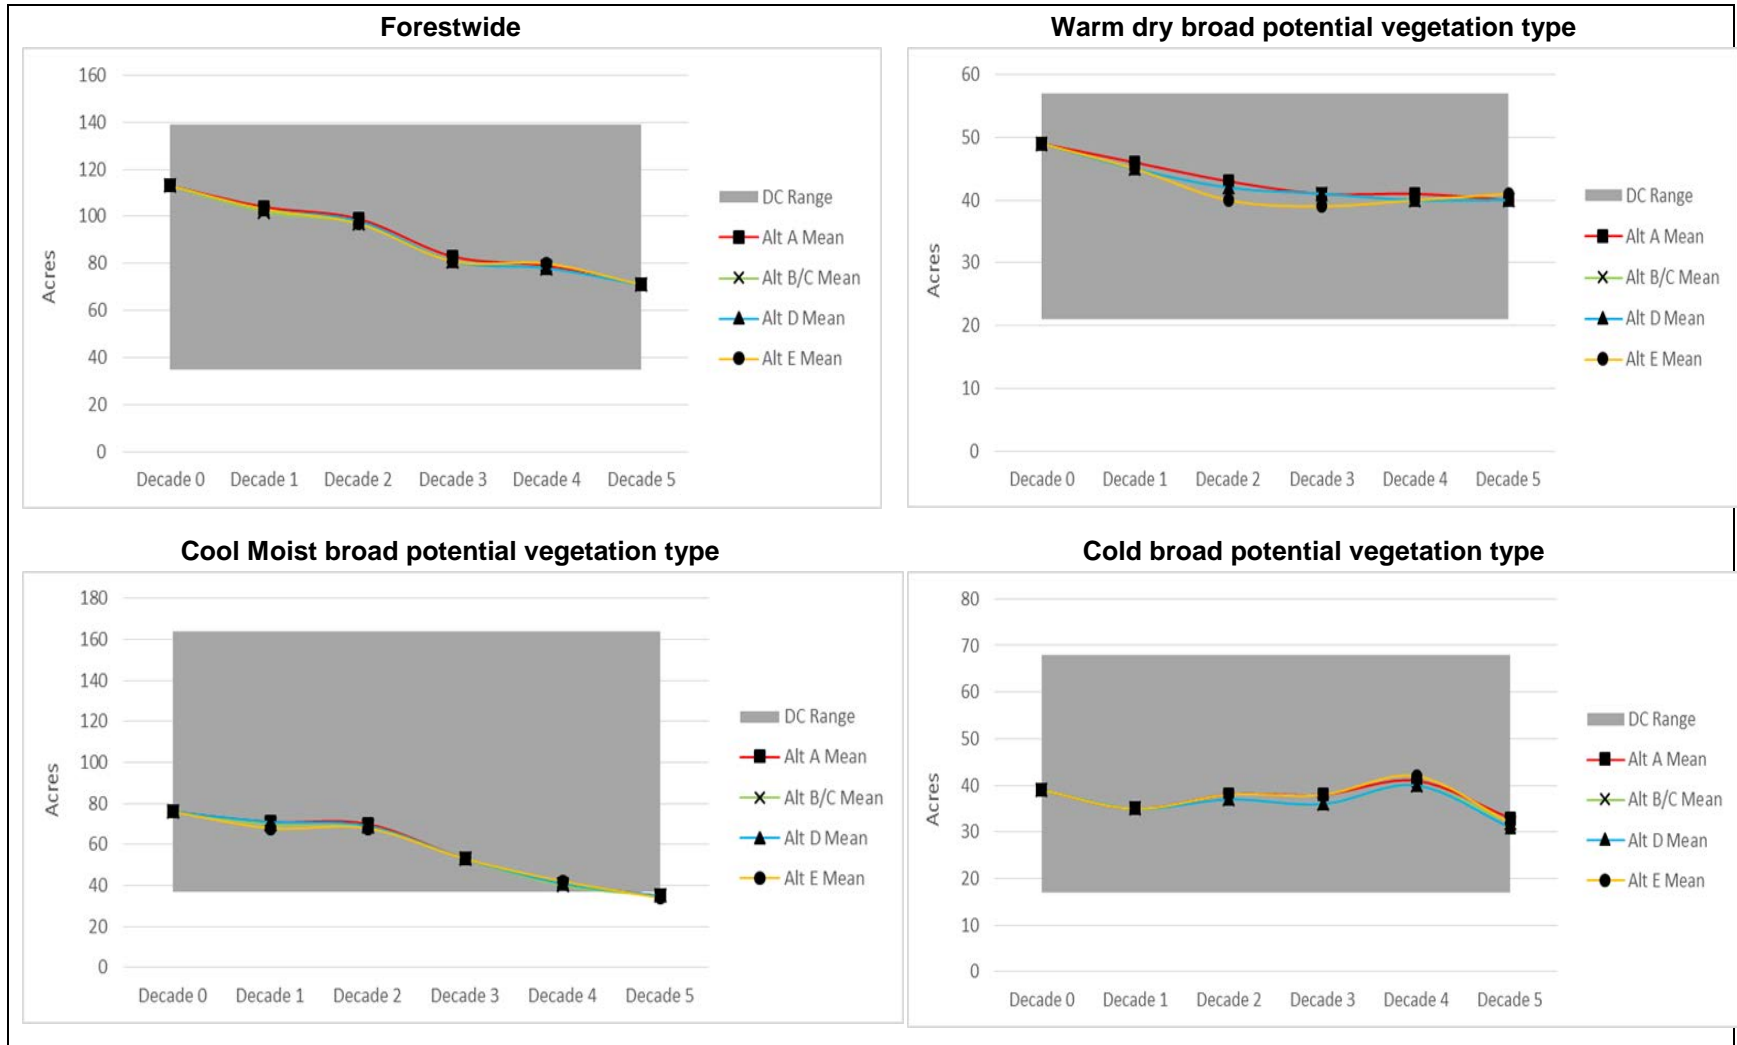 Forestwide
160
140
120
100
80
60
40
20
0
Acres
Decade 0 Decade 1 Decade 2 Decade 3 Decade 4 Decade 5
DC Range
Alt A Mean
Alt B/C Mean
Alt D Mean
Alt E Mean
Warm dry broad potential vegetation type
60
50
40
30
20
10
0
Acres
Decade 0 Decade 1 Decade 2 Decade 3 Decade 4 Decade 5
DC Range
Alt A Mean
Alt B/C Mean
Alt D Mean
Alt E Mean
Cool Moist broad potential vegetation type
180
160
140
120
100
80
60
40
20
0
Acres
Decade 0 Decade 1 Decade 2 Decade 3 Decade 4 Decade 5
DC Range
Alt A Mean
Alt B/C Mean
Alt D Mean
Alt E Mean
Cold broad potential vegetation type
80
70
60
50
40
30
20
10
0
Acres
Decade 0 Decade 1 Decade 2 Decade 3 Decade 4 Decade 5
DC Range
Alt A Mean
Alt B/C Mean
Alt D Mean
Alt E Mean